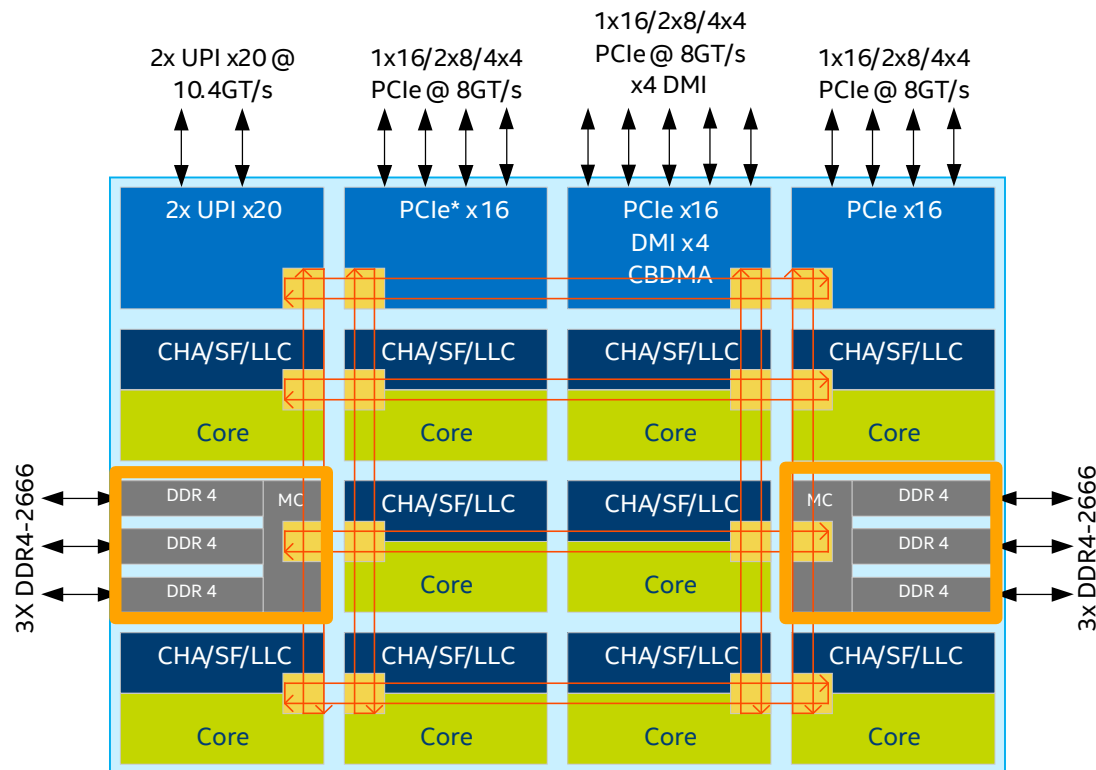 2x UPI x20 @
10.4GT/s
1x16/2x8/4x4
PCIe @ 8GT/s
1x16/2x8/4x4
PCIe @ 8GT/s
x4 DMI
1x16/2x8/4x4
PCIe @ 8GT/s
2x UPI x20
PCIe* x16
PCIe x16
DMI x4
CBDMA
PCIe x16
CHA/SF/LLC
CHA/SF/LLC
CHA/SF/LLC
CHA/SF/LLC
Core
Core
Core
Core
3X DDR4-2666
DDR 4
DDR 4
DDR 4
MC
CHA/SF/LLC
CHA/SF/LLC
Core
Core
MC
DDR 4
DDR 4
DDR 4
3x DDR4-2666
CHA/SF/LLC
CHA/SF/LLC
CHA/SF/LLC
CHA/SF/LLC
Core
Core
Core
Core